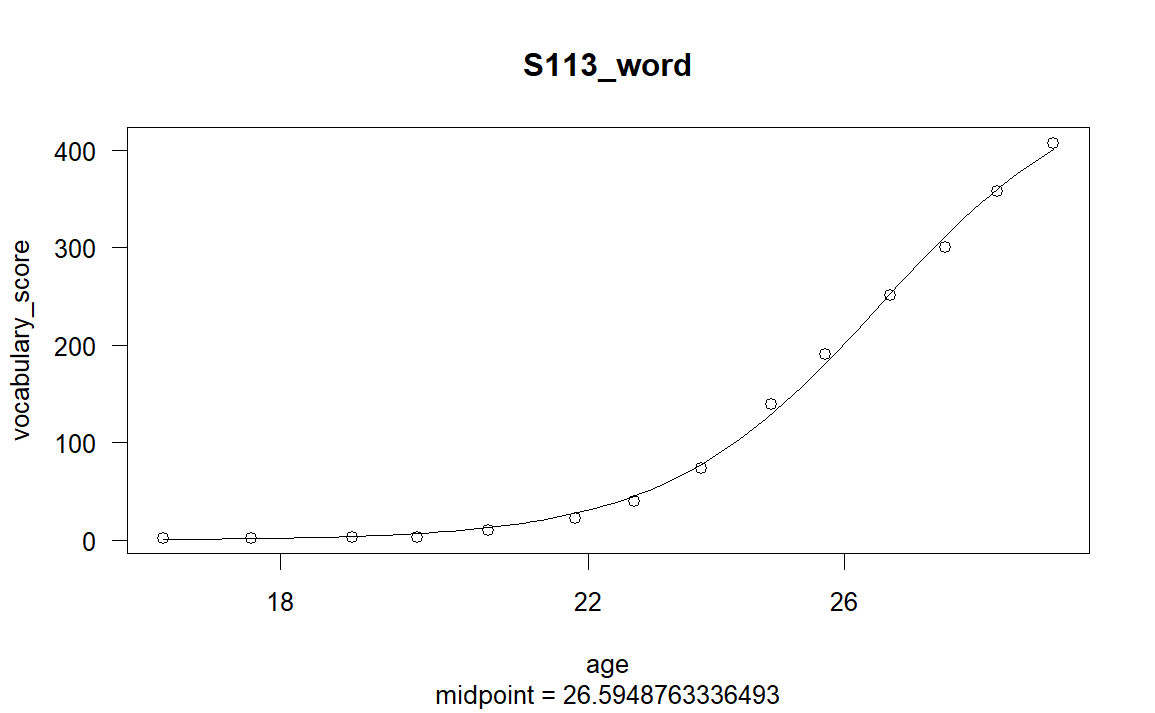 S113_word
vocabulary_score
400
300
200
100
0
18 22 26
age
midpoint = 26.5948763336493